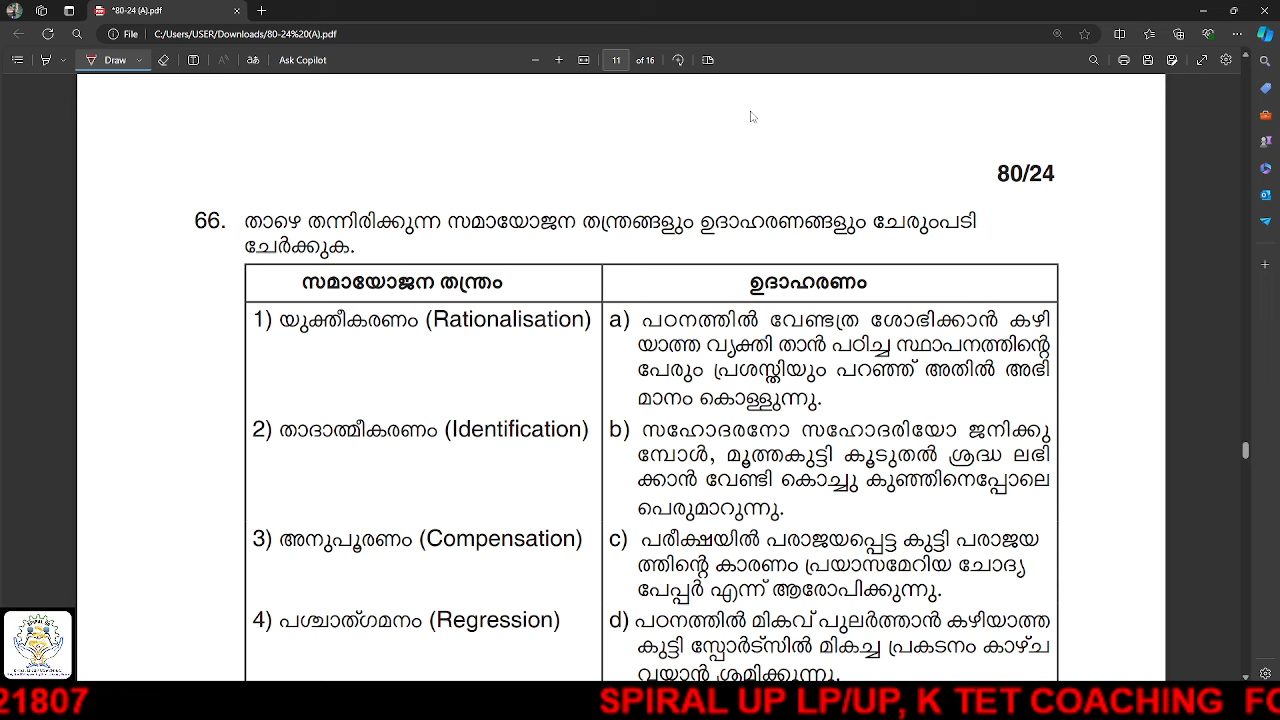 *80-24 (A).pdf
File C:/Users/USER/Downloads/80-24%20(A).pdf
Draw Ask Copilot 11 of 16
80/24
66. താഴെ തന്നിരിക്കുന്ന സമായോജന തന്ത്രങ്ങളും ഉദാഹരണങ്ങളും ചേരുംപടി
ചേർക്കുക.
സമായോജന തന്ത്രം ഉദാഹരണം
1) യുക്തീകരണം (Rationalisation) a) പഠനത്തിൽ വേണ്ടത്ര ശോഭിക്കാൻ കഴി
യാത്ത വ്യക്തി താൻ പഠിച്ച സ്ഥാപനത്തിന്റെ
പേരും പ്രശസ്തിയും പറഞ്ഞ് അതിൽ അഭി
മാനം കൊള്ളുന്നു.
2) താദാത്മീകരണം (Identification) b) സഹോദരനോ സഹോദരിയോ ജനിക്കു
മ്പോൾ, മൂത്തകുട്ടി കൂടുതൽ ശ്രദ്ധ ലഭി
ക്കാൻ വേണ്ടി കൊച്ചു കുഞ്ഞിനെപ്പോലെ
പെരുമാറുന്നു.
3) അനുപൂരണം (Compensation) c) പരീക്ഷയിൽ പരാജയപ്പെട്ട കുട്ടി പരാജയ
ത്തിന്റെ കാരണം പ്രയാസമേറിയ ചോദ്യ
പേപ്പർ എന്ന് ആരോപിക്കുന്നു.
4) പശ്ചാത്ഗമനം (Regression) d) പഠനത്തിൽ മികവ് പുലർത്താൻ കഴിയാത്ത
കുട്ടി സ്പോർട്സിൽ മികച്ച പ്രകടനം കാഴ്ച
വയ്ക്കാൻ ശ്രമിക്കുന്നു.
21807 SPIRAL UP LP/UP, K TET COACHING FO